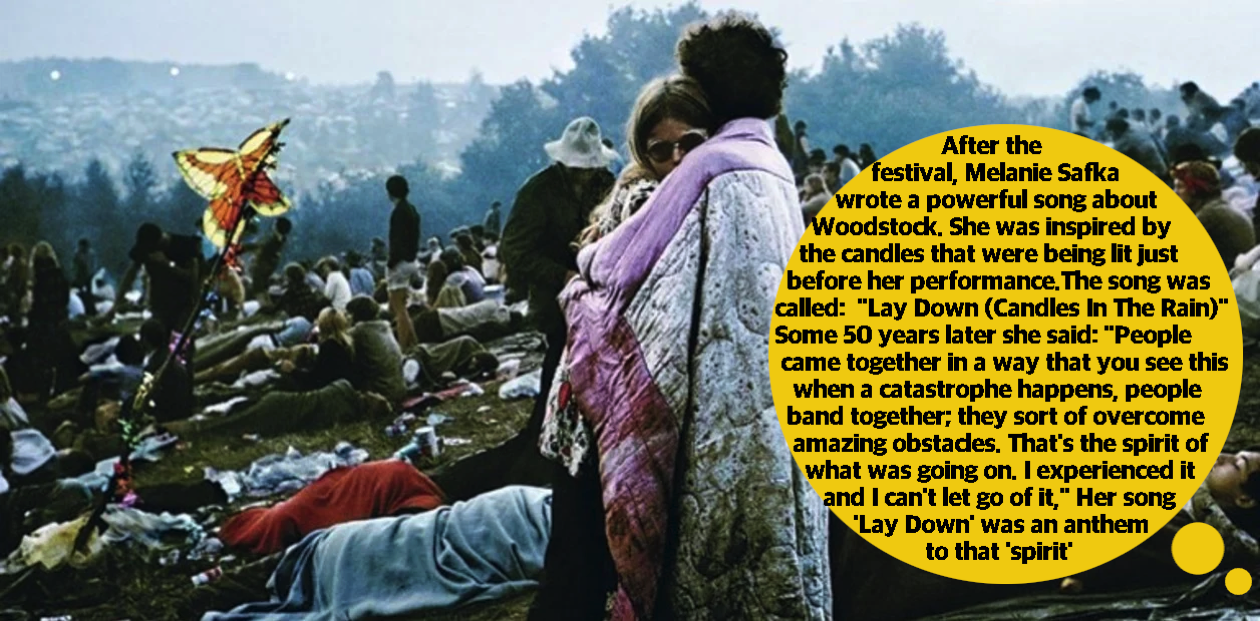 After the
festival, Melanie Safka
wrote a powerful song about
Woodstock. She was inspired by
the candles that were being lit just
before her performance.The song was
called:  "Lay Down (Candles In The Rain)"
Some 50 years later she said: "People
came together in a way that you see this
when a catastrophe happens, people
band together; they sort of overcome
amazing obstacles. That's the spirit of
what was going on. I experienced it
and I can't let go of it," Her song
'Lay Down' was an anthem
to that 'spirit'